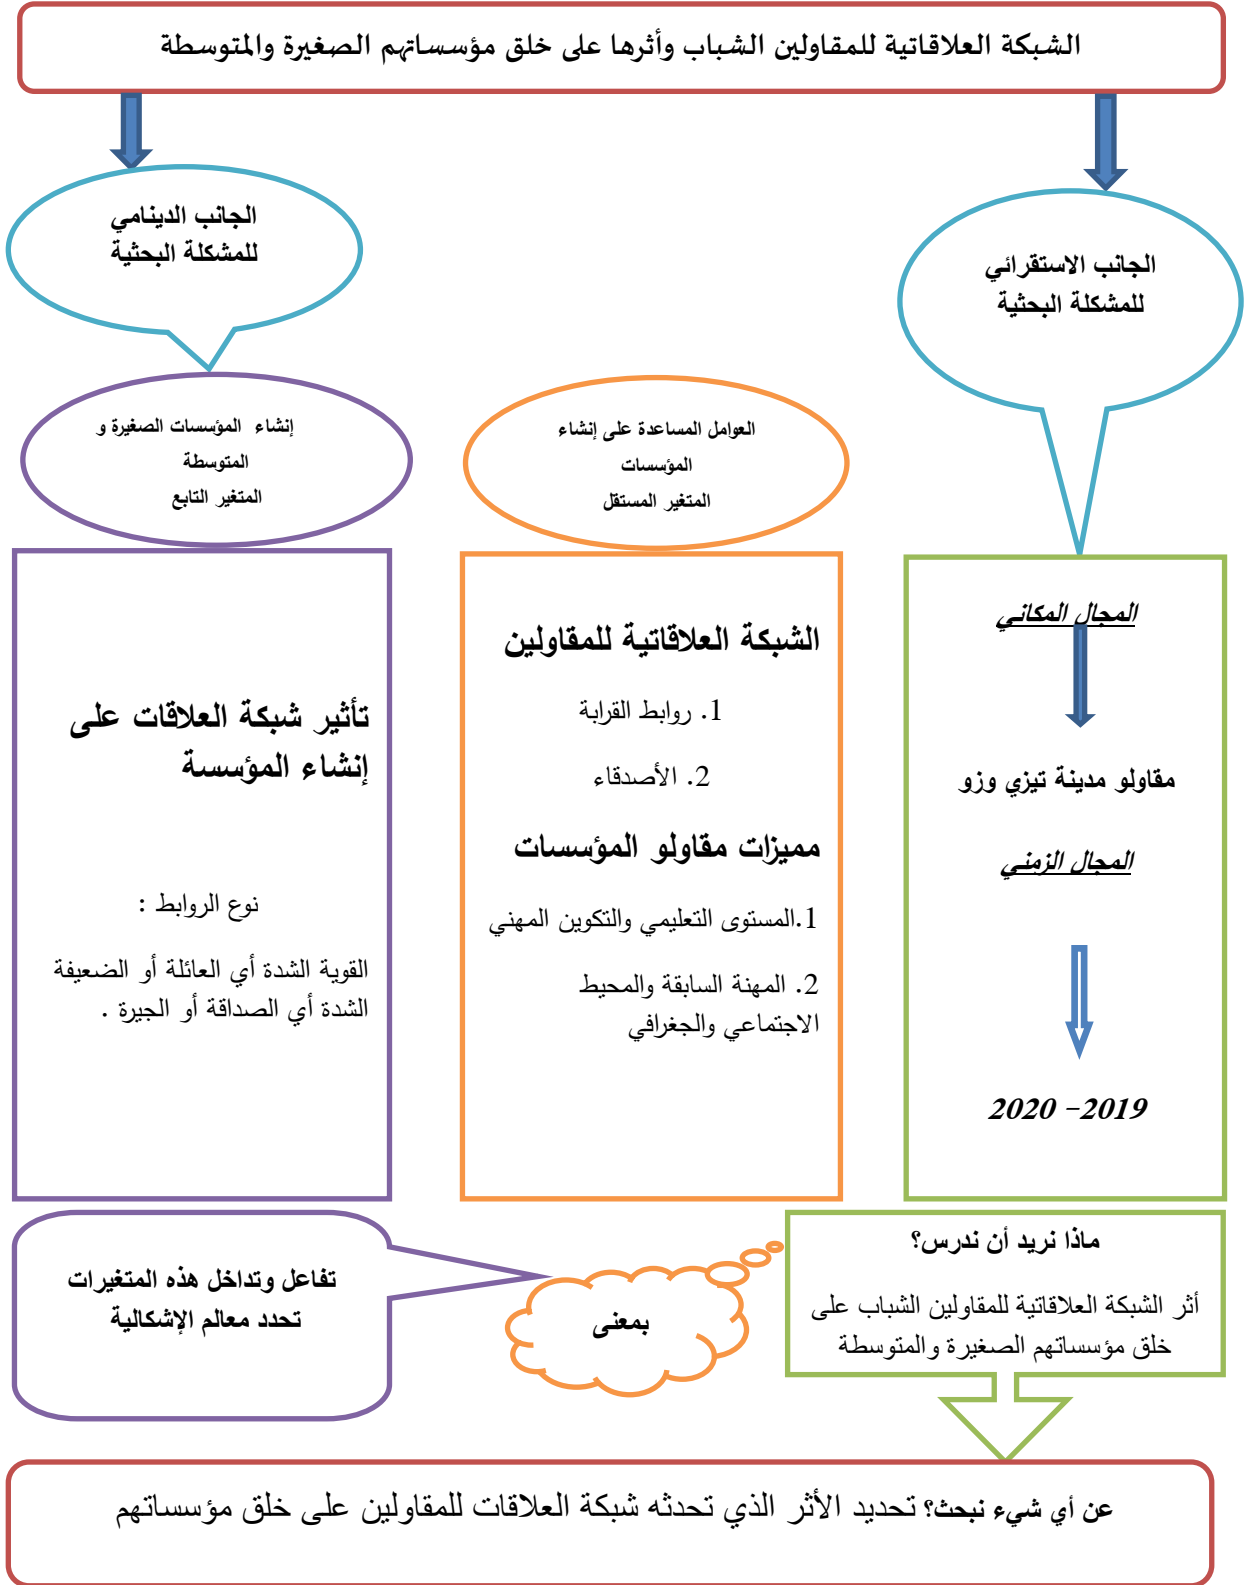 الشبكة العلاقاتية للمقاولين الشباب وأثرها على خلق مؤسساتهم الصغيرة والمتوسطة
الجانب الاستقرائي
للمشكلة البحثية
الجانب الدينامي
للمشكلة البحثية
المجال المكاني
مقاولو مدينة تيزي وزو
المجال الزمني
2019- 2020
العوامل المساعدة على إنشاء
المؤسسات
المتغير المستقل
الشبكة العلاقاتية للمقاولين
1. روابط القرابة
2. الأصدقاء
مميزات مقاولو المؤسسات
1.المستوى التعليمي والتكوين المهني
2. المهنة السابقة والمحيط
الاجتماعي والجغرافي
إنشاء المؤسسات الصغيرة و
المتوسطة
المتغير التابع
تأثير شبكة العلاقات على
إنشاء المؤسسة
نوع الروابط :
القوية الشدة أي العائلة أو الضعيفة
الشدة أي الصداقة أو الجيرة .
ماذا نريد أن ندرس؟
أثر الشبكة العلاقاتية للمقاولين الشباب على
خلق مؤسساتهم الصغيرة والمتوسطة
بمعنى
تفاعل وتداخل هذه المتغيرات
تحدد معالم الإشكالية
عن أي شيء نبحث؟ تحديد الأثر الذي تحدثه شبكة العلاقات للمقاولين على خلق مؤسساتهم